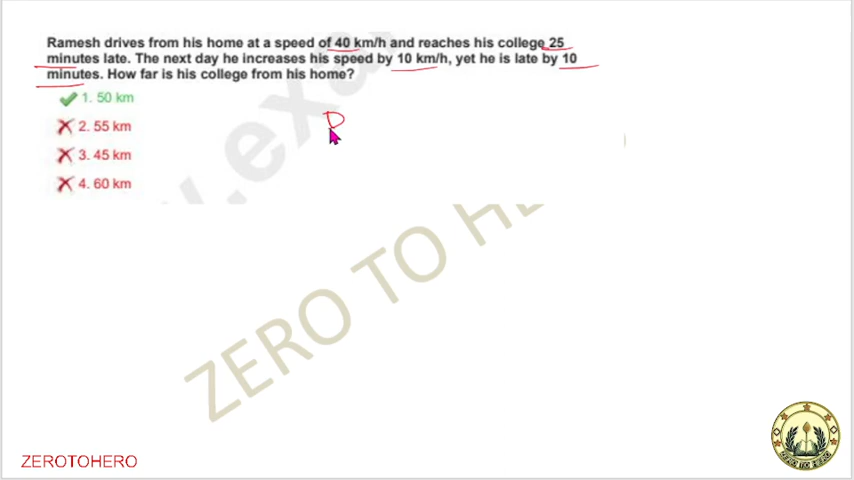 Ramesh drives from his home at a speed of 40 km/h and reaches his college 25
minutes late. The next day he increases his speed by 10 km/h, yet he is late by 10
minutes. How far is his college from his home?
1. 50 km
2. 55 km
3. 45 km
4. 60 km
D
ZERO TO HE
ZEROTOHERO
ZERO TO HERO